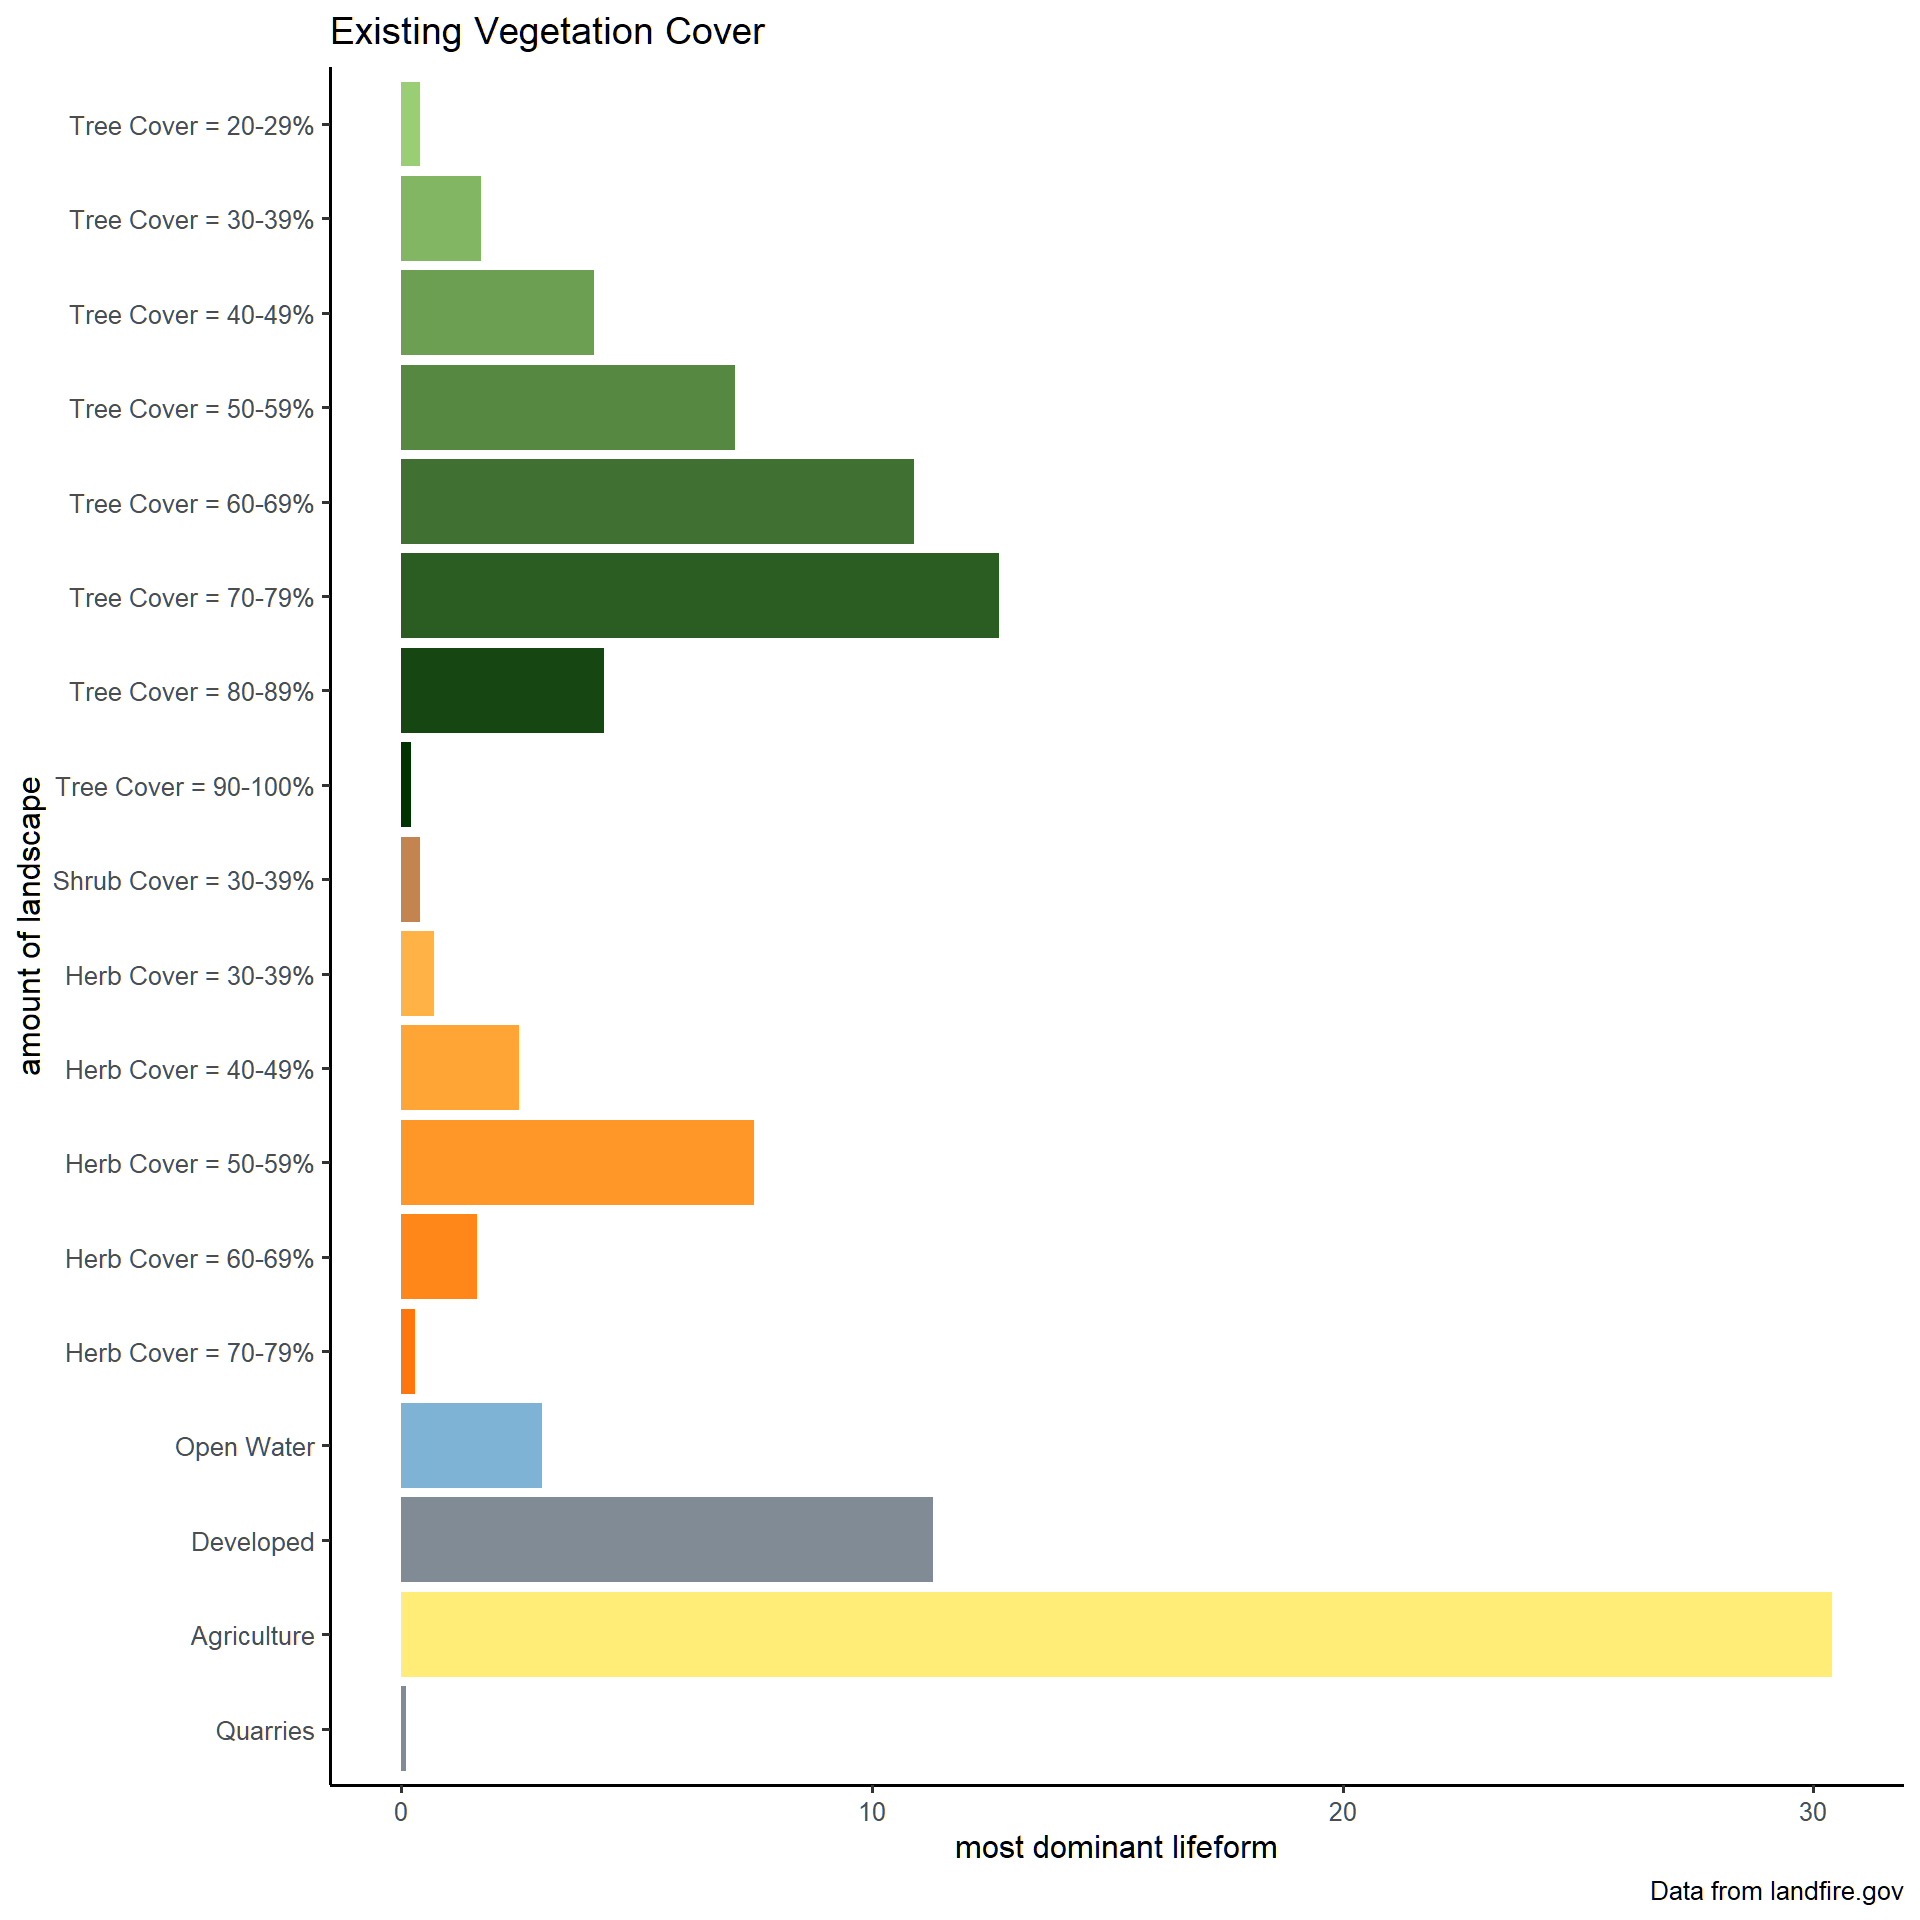 Existing Vegetation Cover
Tree Cover = 20-29%
Tree Cover = 30-39%
Tree Cover = 40-49%
Tree Cover = 50-59%
Tree Cover = 60-69%
Tree Cover = 70-79%
Tree Cover = 80-89%
Tree Cover = 90-100%
Shrub Cover = 30-39%
Herb Cover = 30-39%
Herb Cover = 40-49%
Herb Cover = 50-59%
Herb Cover = 60-69%
Herb Cover = 70-79%
Open Water
Developed
Agriculture
Quarries
amount of landscape
0 10 20 30
most dominant lifeform
Data from landfire.gov